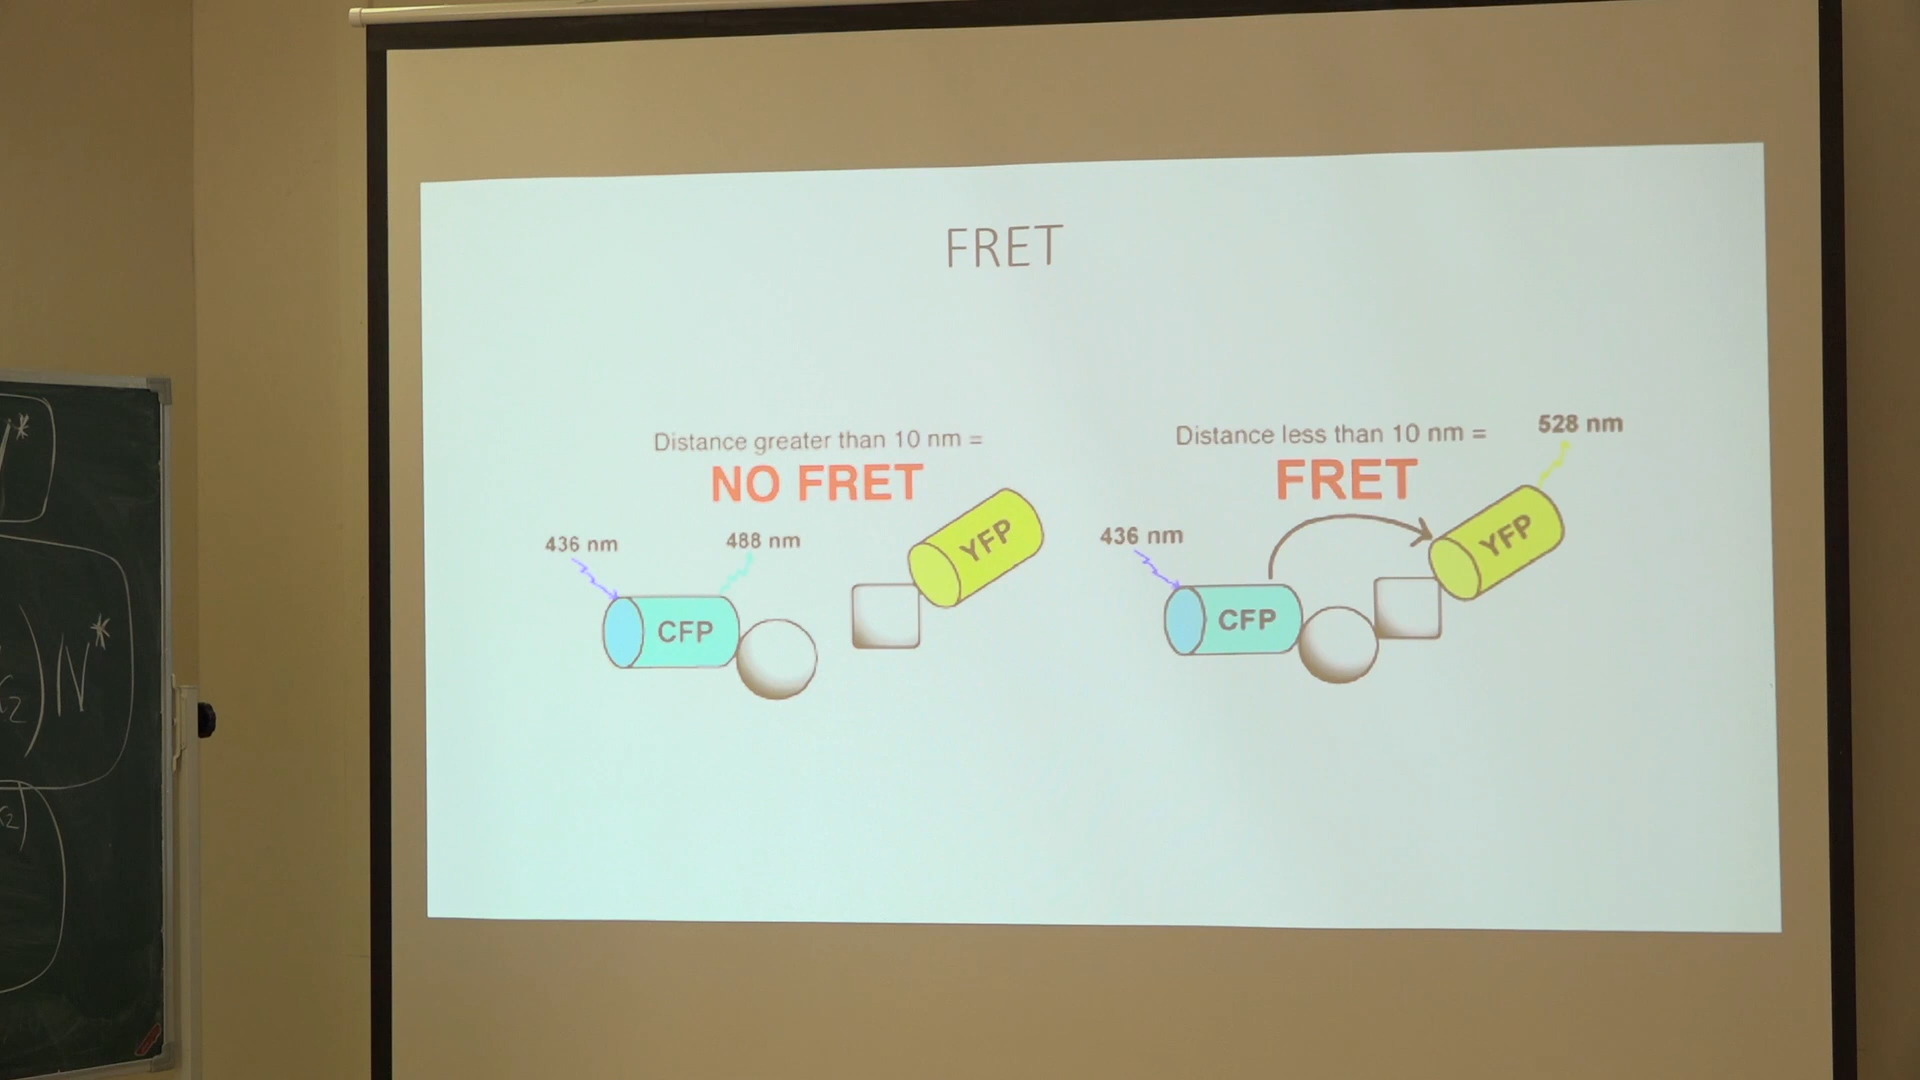 FRET
Distance greater than 10 nm =
NO FRET
436 nm
488 nm
CFP
YFP
Distance less than 10 nm =
FRET
528 nm
436 nm
CFP
YFP
)N*